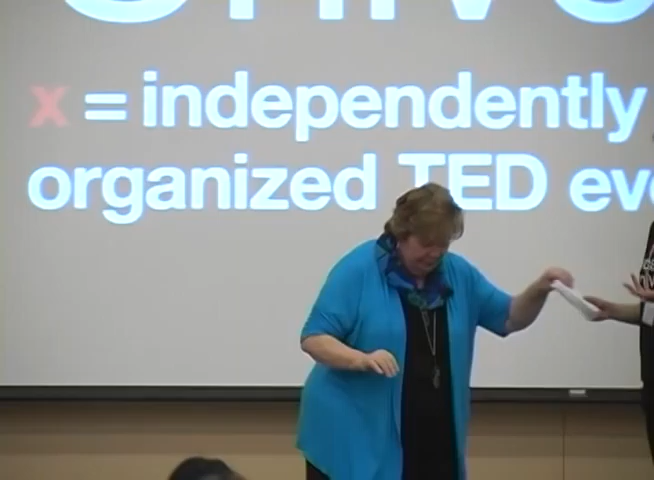 x = independently
organized TED eve